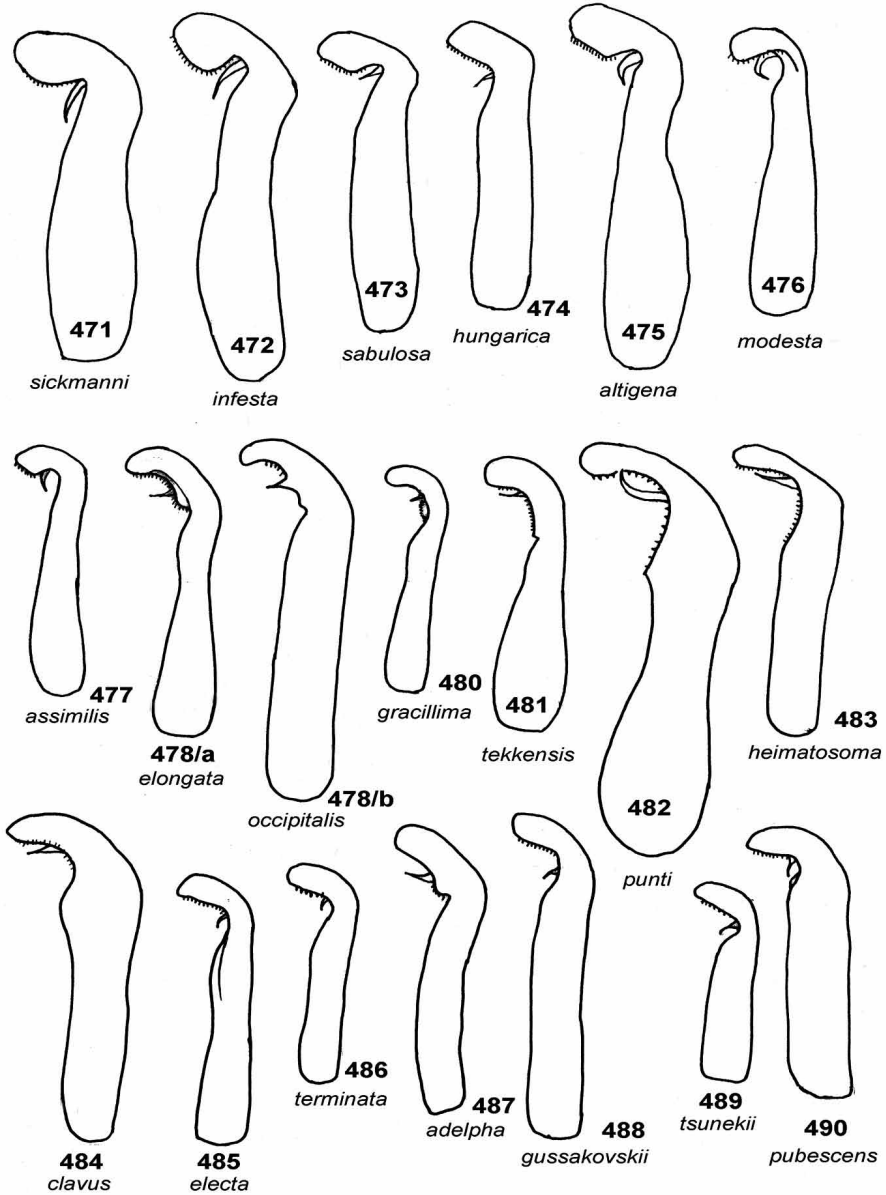 471
sickmanni
472
infesta
473
sabulosa
474
hungarica
475
altigena
476
modesta
477
assimilis
478/a
elongata
478/b
occipitalis
480
gracillima
481
tekkensis
482
punti
483
heimatosoma
484
clavus
485
electa
486
terminata
487
adelpha
488
gussakovskii
489
tsunekii
490
pubescens